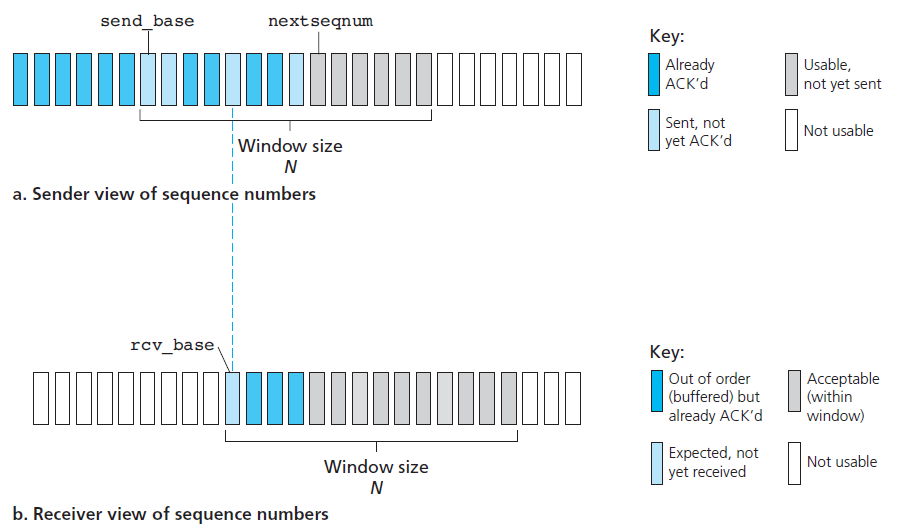 send_base
nextseqnum
Window size
N
a. Sender view of sequence numbers
Key:
Already
ACK’d
Usable,
not yet sent
Sent, not
yet ACK’d
Not usable
rcv_base
Window size
N
b. Receiver view of sequence numbers
Key:
Out of order
(buffered) but
already ACK’d
Acceptable
(within
window)
Expected, not
yet received
Not usable